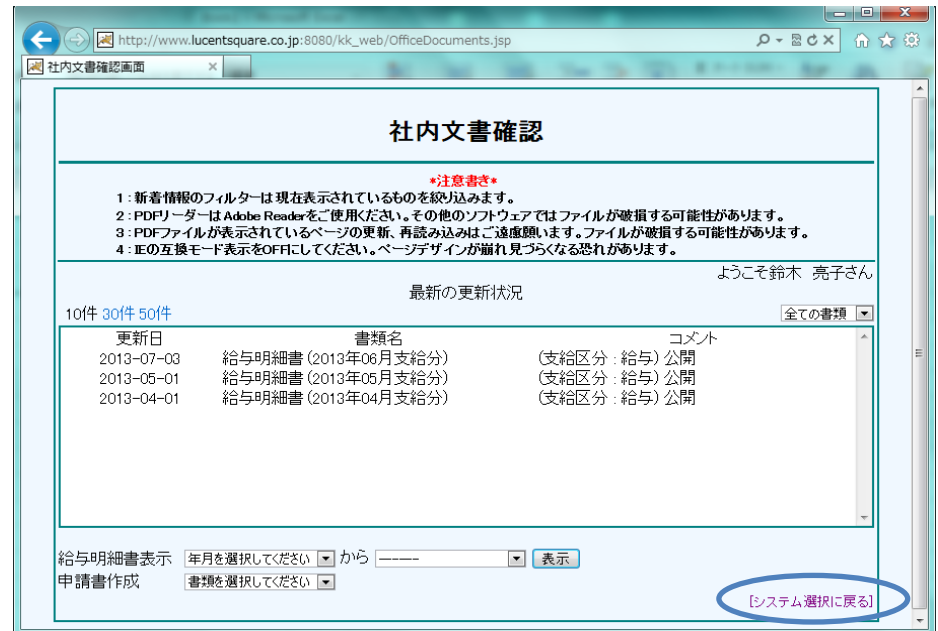 http://www.lucentsquare.co.jp:8080/kk_web/OfficeDocuments.jsp
社内文書確認画面
社内文書確認
*注意書き*
1：新着情報のフィルターは現在表示されているものを絞り込みます。
2：PDFリーダーはAdobe Readerをご使用ください。その他のソフトウェアではファイルが破損する可能性があります。
3：PDFファイルが表示されているページの更新、再読み込みはご遠慮願います。ファイルが破損する可能性があります。
4：IEの互換モード表示をOFFにしてください。ページデザインが崩れ見づらくなる恐れがあります。
ようこそ鈴木　亮子さん
最新の更新状況
10件 30件 50件 全ての書類
更新日 書類名 コメント
2013-07-03 給与明細書(2013年06月支給分) (支給区分：給与) 公開
2013-05-01 給与明細書(2013年05月支給分) (支給区分：給与) 公開
2013-04-01 給与明細書(2013年04月支給分) (支給区分：給与) 公開
給与明細書表示 年月を選択してください から ------- 表示
申請書作成 書類を選択してください
[システム選択に戻る]